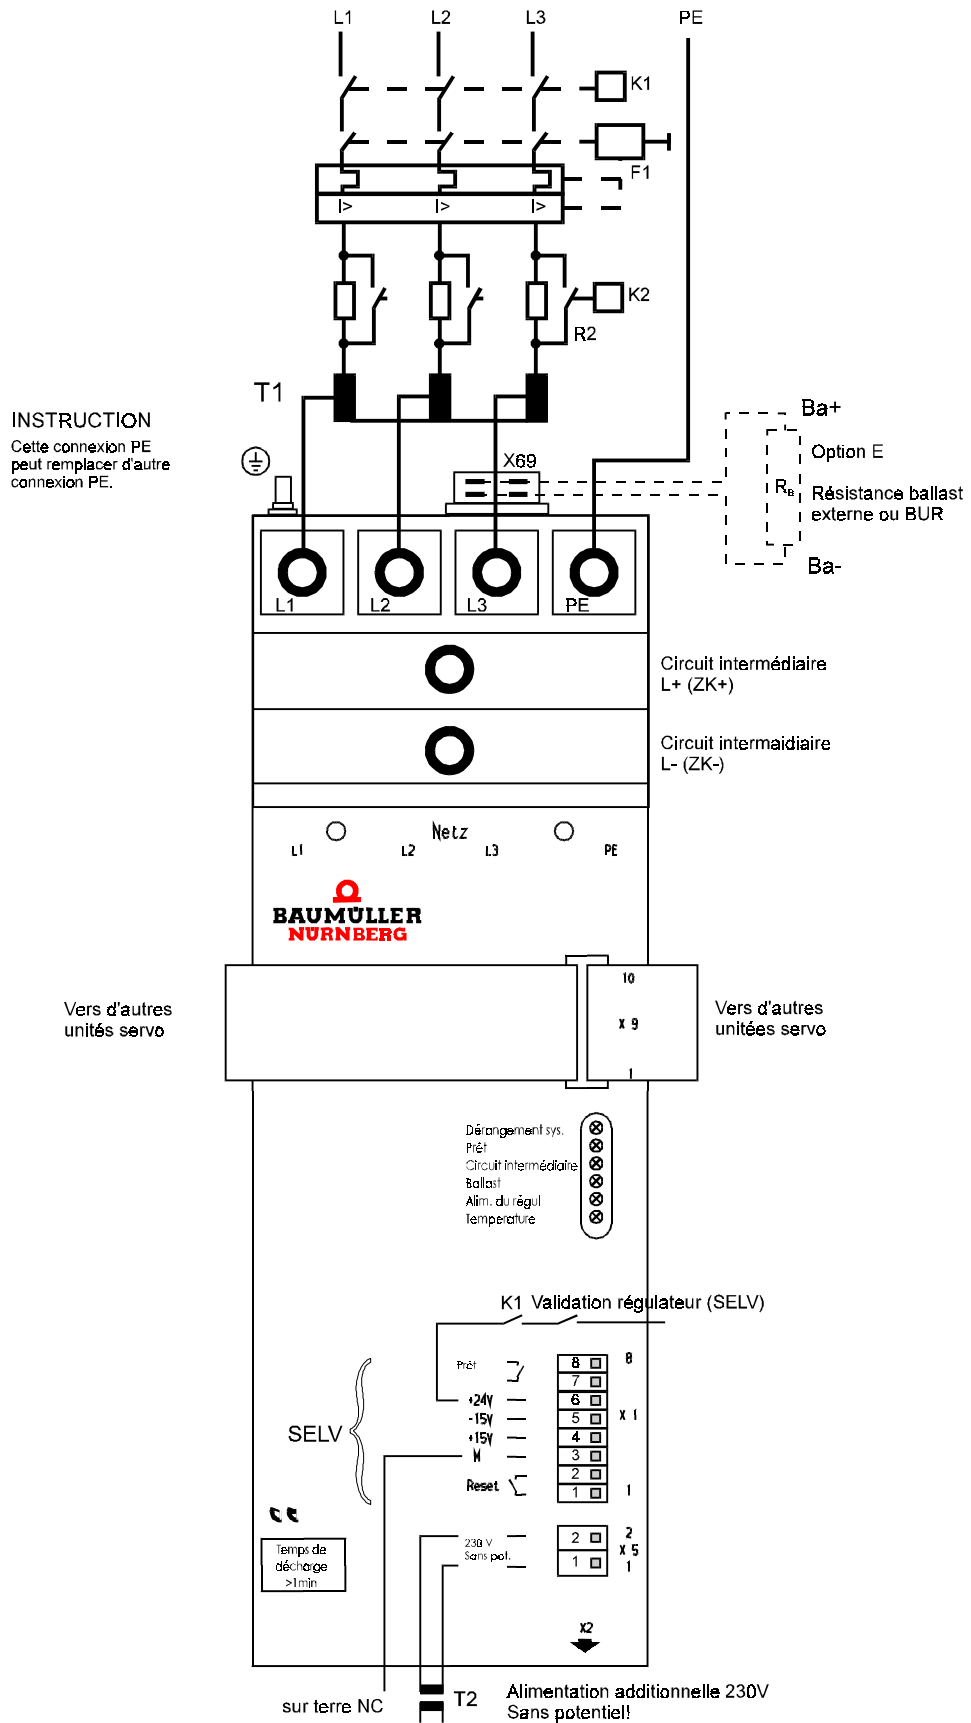 L1 L2 L3 PE
K1
F1
I> I> I>
K2
R2
T1
INSTRUCTION
Cette connexion PE
peut remplacer d'autre
connexion PE.
X69
Ba+
Option E
RB
Résistance ballast
externe ou BUR
Ba-
L1 L2 L3 PE
Circuit intermédiaire
L+ (ZK+)
Circuit intermaidiaire
L- (ZK-)
Netz
L1 L2 L3 PE
BAUMÜLLER
NÜRNBERG
Vers d'autres
unités servo
10
X 9
1
Vers d'autres
unitées servo
Dérangement sys.
Prêt
Circuit intermédiaire
Ballast
Alim. du régul
Temperature
K1 Validation régulateur (SELV)
Prêt 8 8
7
+24V 6
-15V 5 X 1
SELV
+15V 4
M 3
2
Reset 1 1
Temps de
décharge
>1min
230 V
Sans pot.
2 2
X 5
1 1
X2
sur terre NC
T2
Alimentation additionnelle 230V
Sans potentiel!